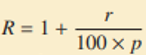 R = 1 + r / 100 × p